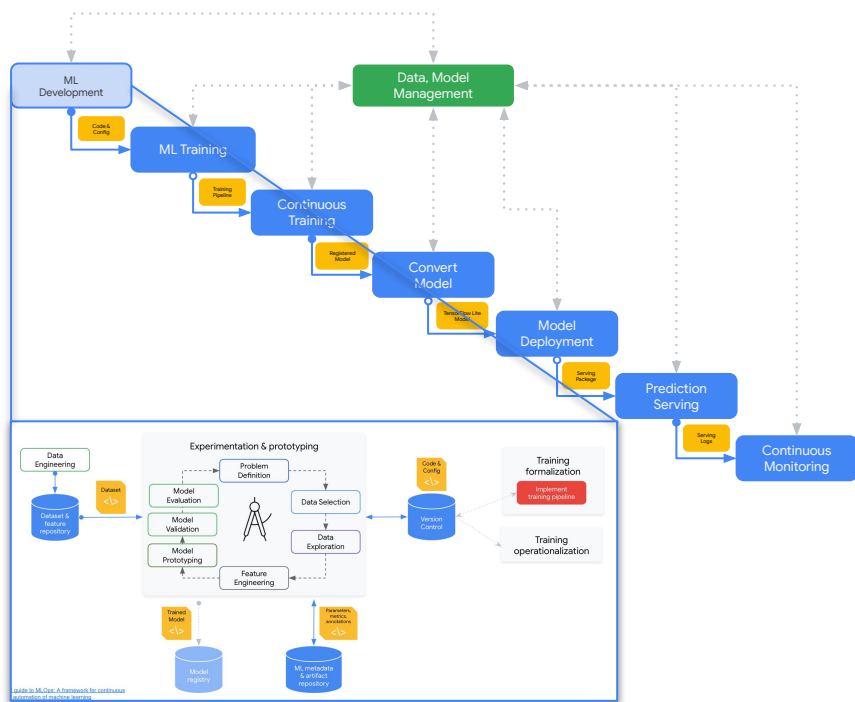 ML
Development
Data, Model
Management
Code &
Config
ML Training
Training
Pipeline
Continuous
Training
Registered
Model
Convert
Model
TensorFlow Lite
Model
Model
Deployment
Serving
Package
Prediction
Serving
Serving
Logs
Continuous
Monitoring
Experimentation & prototyping
Data
Engineering
Dataset
<\>
Dataset &
feature
repository
Problem
Definition
Model
Evaluation
Data Selection
Model
Validation
Data
Exploration
Model
Prototyping
Feature
Engineering
Code &
Config
<\>
Version
Control
Training
formalization
Implement
training pipeline
Training
operationalization
Trained
Model
<\>
Model
registry
Parameters,
metrics,
annotations
<\>
ML metadata
& artifact
repository
guide to MLOps: A framework for continuous
automation of machine learning